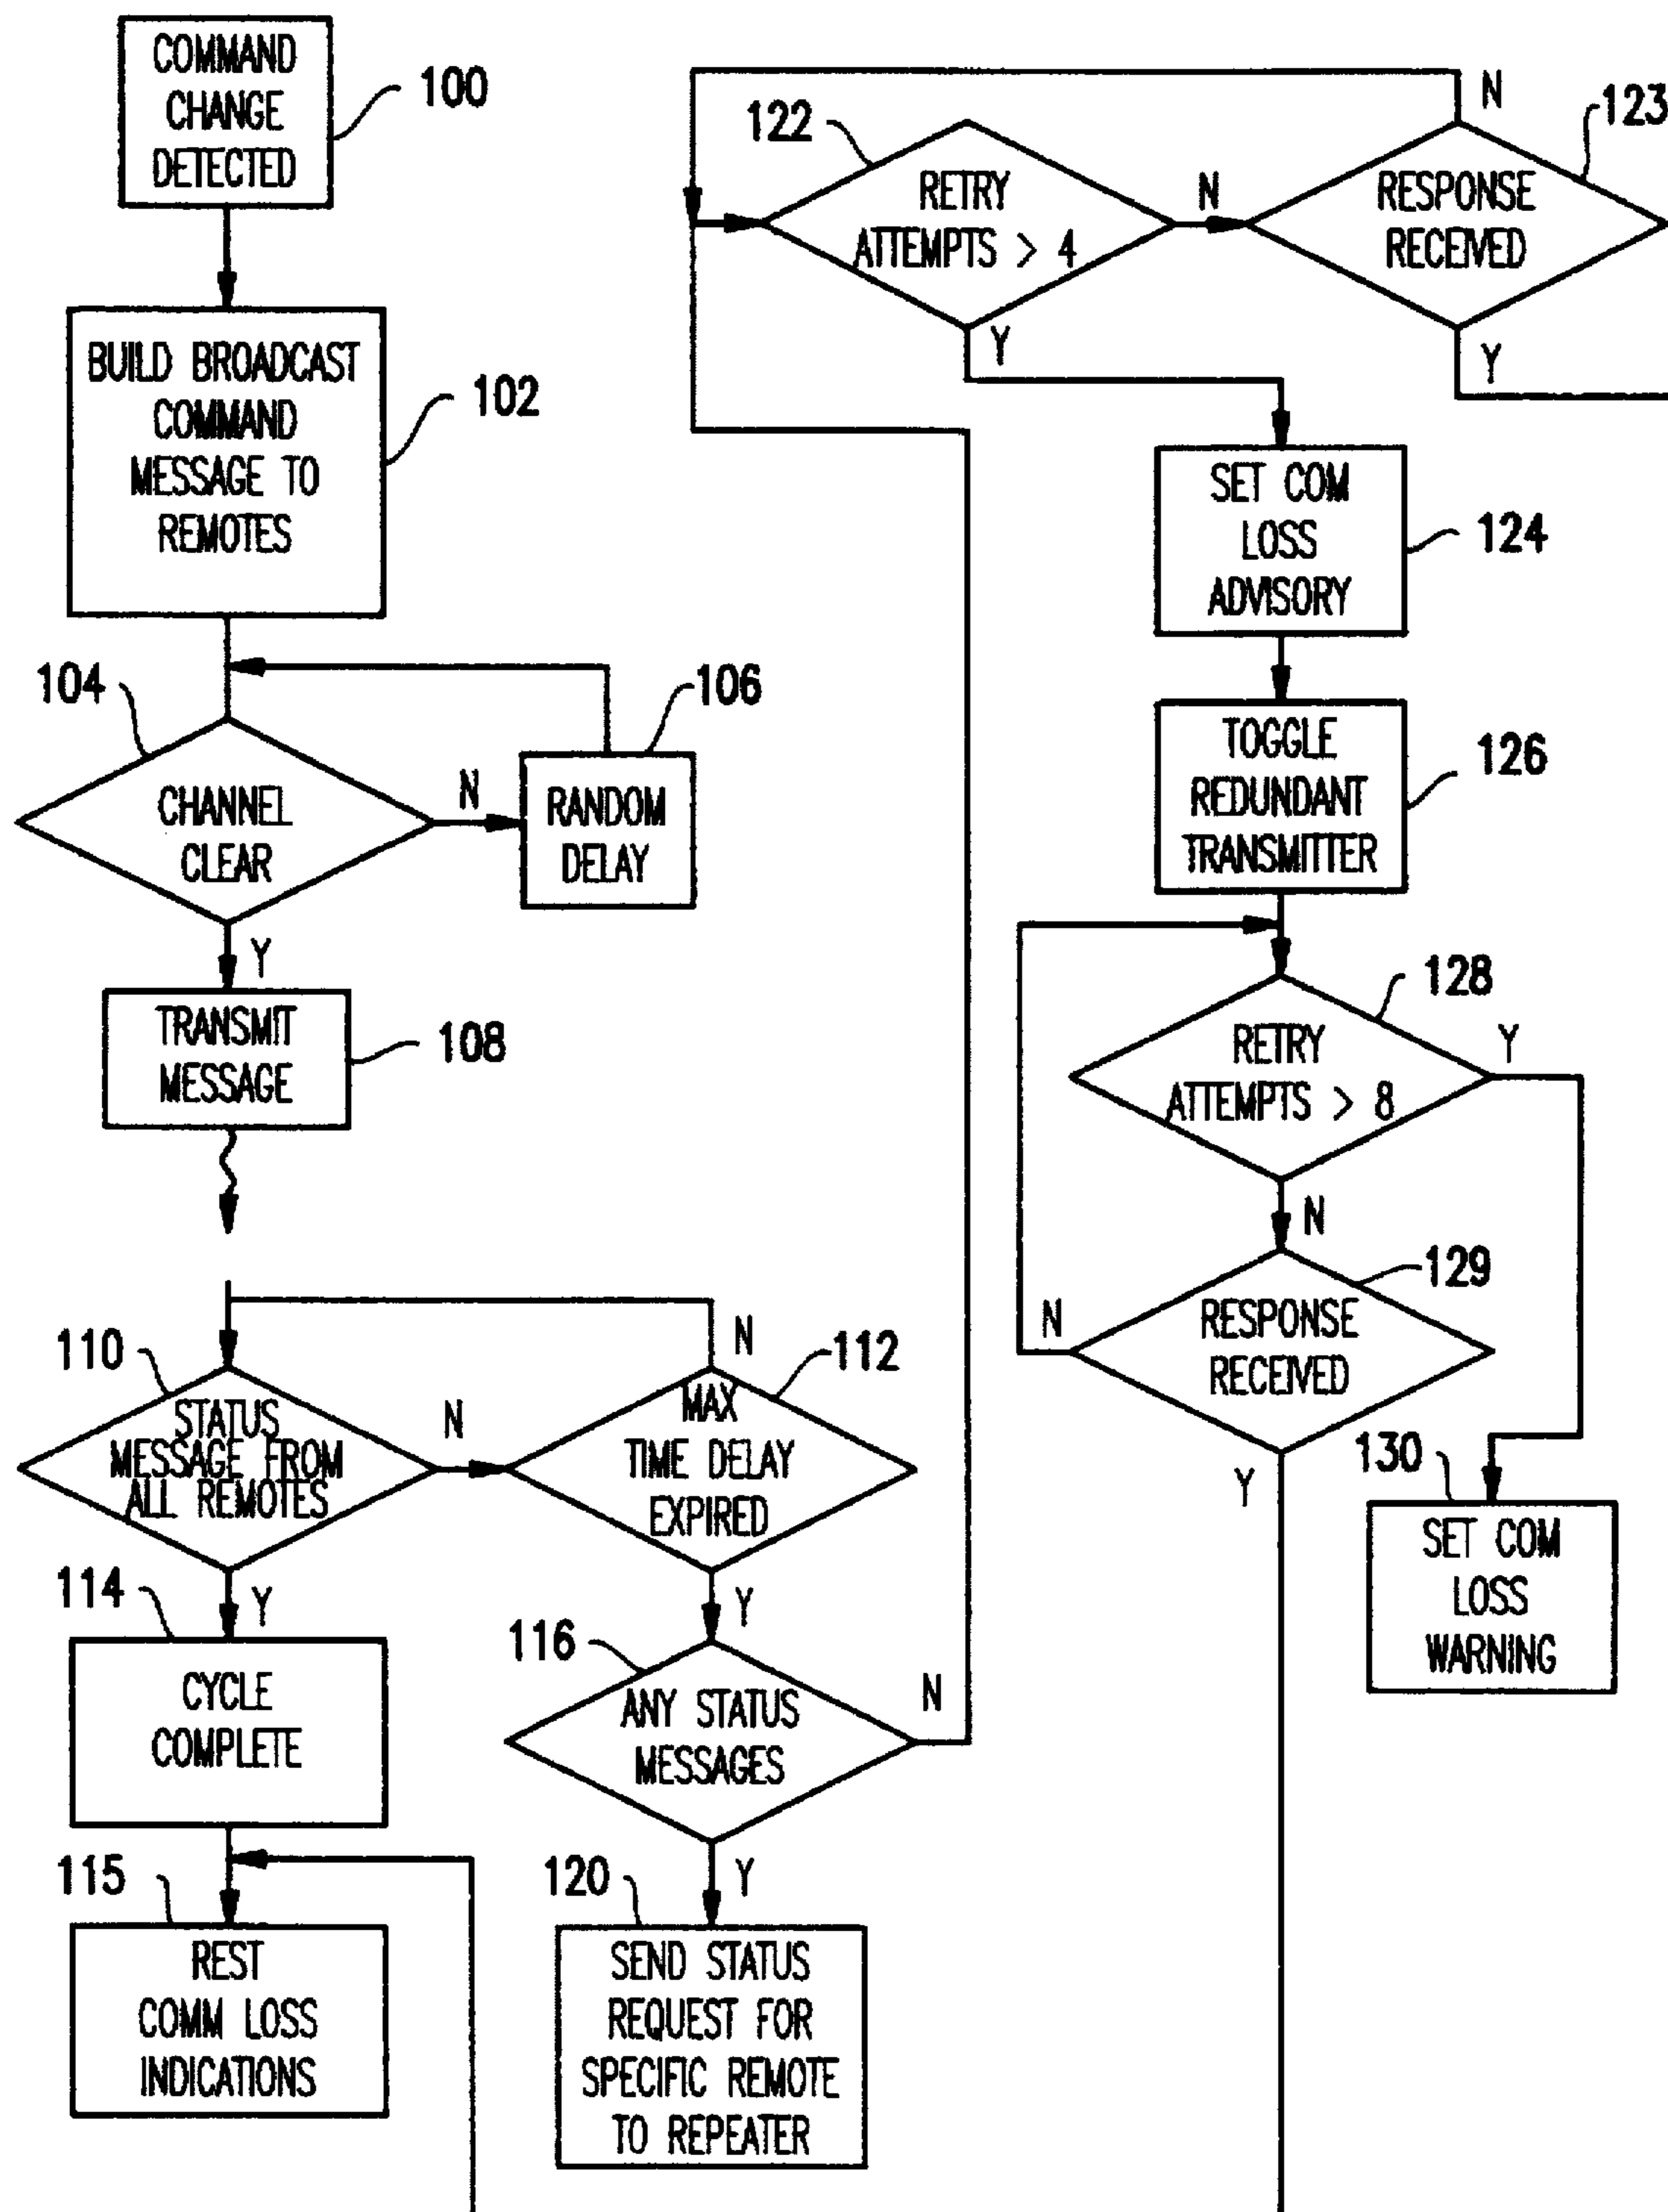 COMMAND
CHANGE
DETECTED
100
BUILD BROADCAST
COMMAND
MESSAGE TO
REMOTES
102
104
CHANNEL
CLEAR
N
106
RANDOM
DELAY
Y
TRANSMIT
MESSAGE
108
110
STATUS
MESSAGE FROM
ALL REMOTES
N
112
N
MAX
TIME DELAY
EXPIRED
Y
114
CYCLE
COMPLETE
115
REST
COMM LOSS
INDICATIONS
Y
116
ANY STATUS
MESSAGES
N
Y
120
SEND STATUS
REQUEST FOR
SPECIFIC REMOTE
TO REPEATER
122
RETRY
ATTEMPTS > 4
N
Y
N
123
RESPONSE
RECEIVED
Y
SET COM
LOSS
ADVISORY
124
TOGGLE
REDUNDANT
TRANSMITTER
126
128
RETRY
ATTEMPTS > 8
Y
N
129
RESPONSE
RECEIVED
N
Y
130
SET COM
LOSS
WARNING